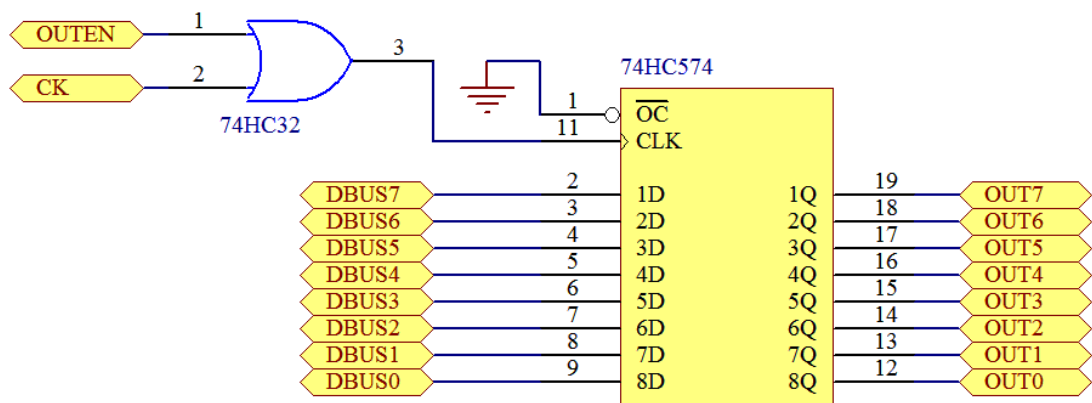 OUTEN 1
3
CK 2
74HC32
74HC574
1 OC
11 CLK
DBUS7 2 1D 1Q 19 OUT7
DBUS6 3 2D 2Q 18 OUT6
DBUS5 4 3D 3Q 17 OUT5
DBUS4 5 4D 4Q 16 OUT4
DBUS3 6 5D 5Q 15 OUT3
DBUS2 7 6D 6Q 14 OUT2
DBUS1 8 7D 7Q 13 OUT1
DBUS0 9 8D 8Q 12 OUT0